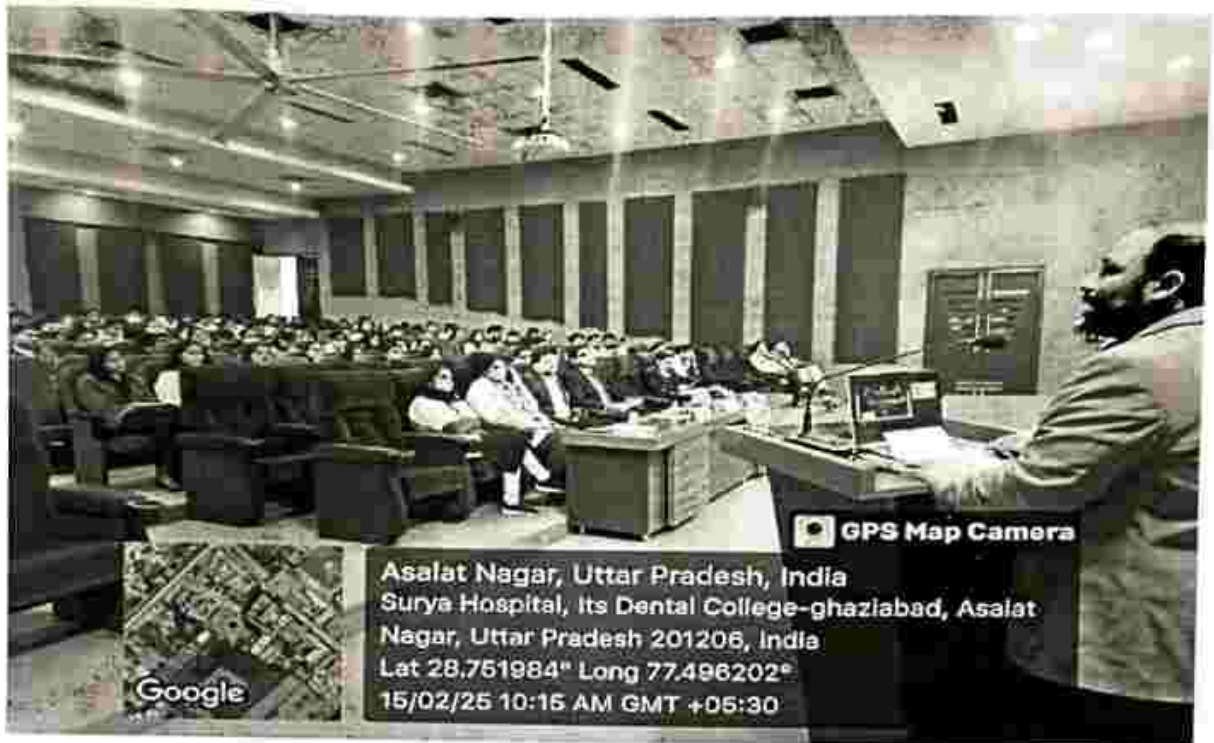 GPS Map Camera
Asalat Nagar, Uttar Pradesh, India
Surya Hospital, Its Dental College-ghaziabad, Asalat
Nagar, Uttar Pradesh 201206, India
Lat 28.751984° Long 77.496202°
15/02/25 10:15 AM GMT +05:30
Google